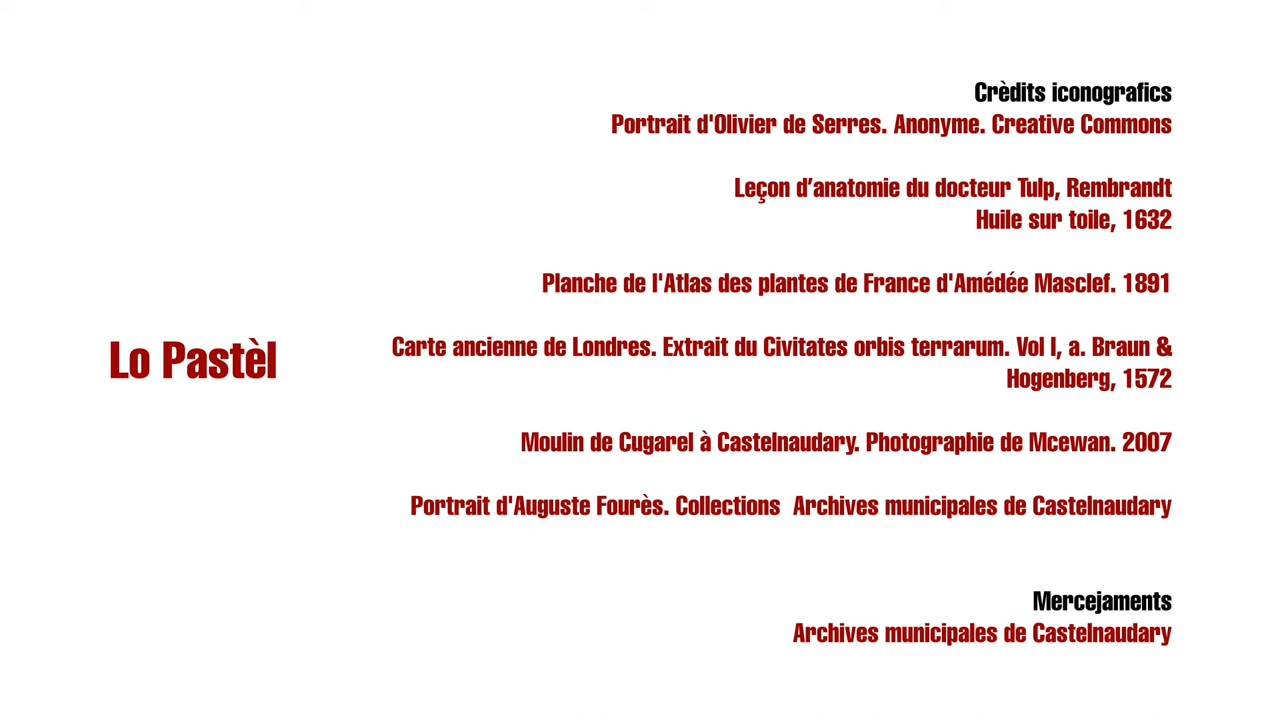 Lo Pastèl
Crèdits iconografics
Portrait d'Olivier de Serres. Anonyme. Creative Commons
Leçon d’anatomie du docteur Tulp, Rembrandt
Huile sur toile, 1632
Planche de l'Atlas des plantes de France d'Amédée Masclef. 1891
Carte ancienne de Londres. Extrait du Civitates orbis terrarum. Vol I, a. Braun &
Hogenberg, 1572
Moulin de Cugarel à Castelnaudary. Photographie de Mcewan. 2007
Portrait d'Auguste Fourès. Collections  Archives municipales de Castelnaudary
Mercejaments
Archives municipales de Castelnaudary